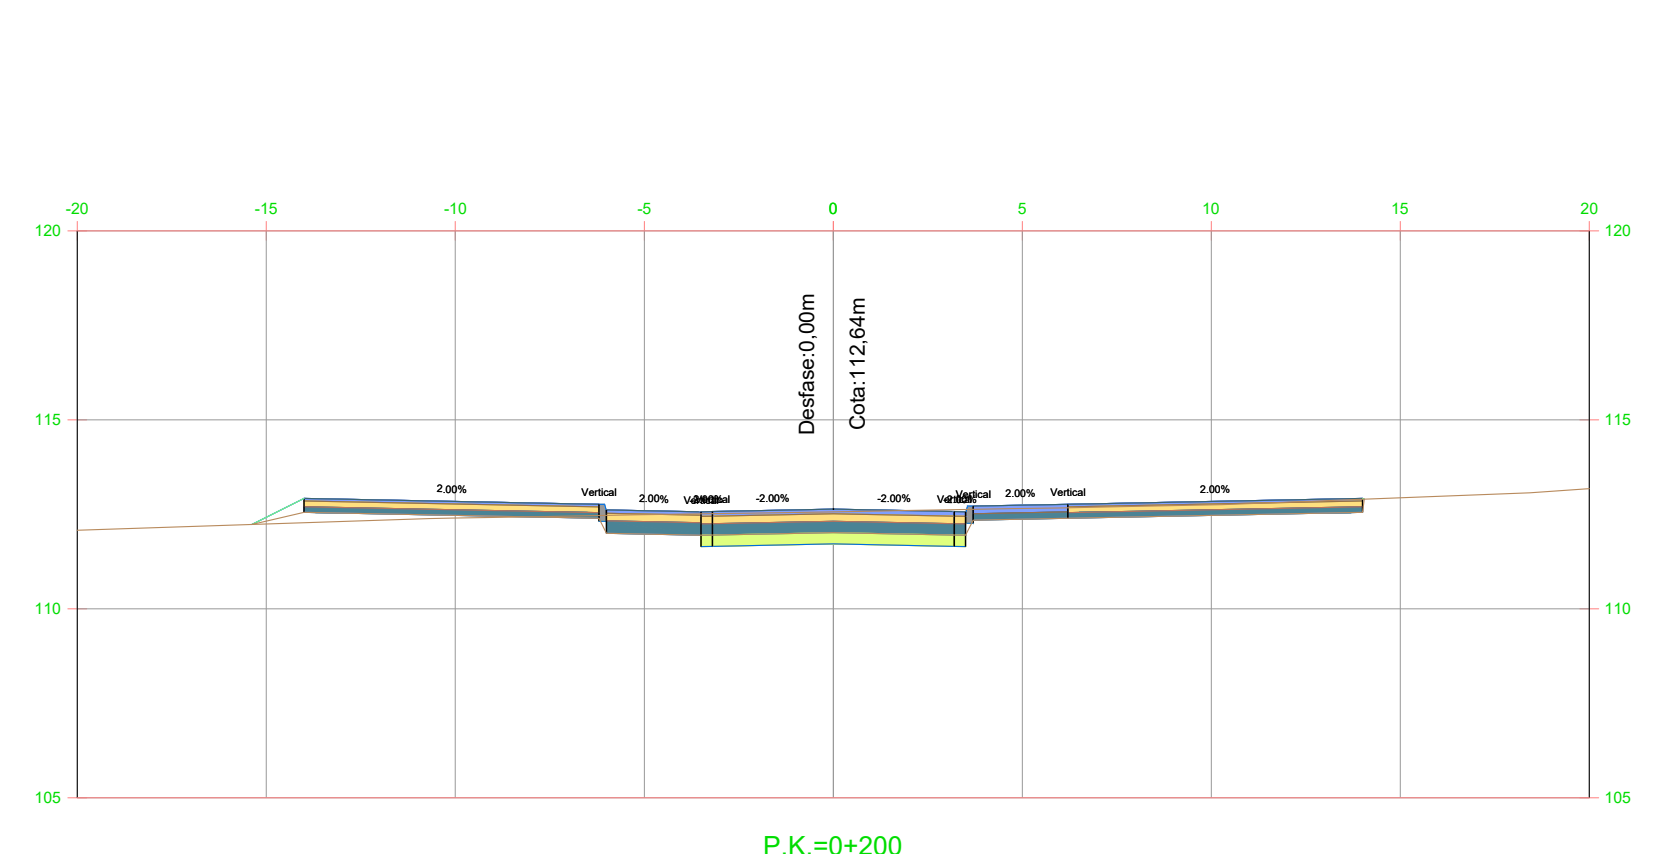 -20 -15 -10 -5 0 5 10 15 20
120 120
Desfase:0,00m
Cota:112,64m
115 115
2.00% Vertical 2.00% -2.00% -2.00% Vertical 2.00% Vertical 2.00%
110 110
105 105
P.K.=0+200